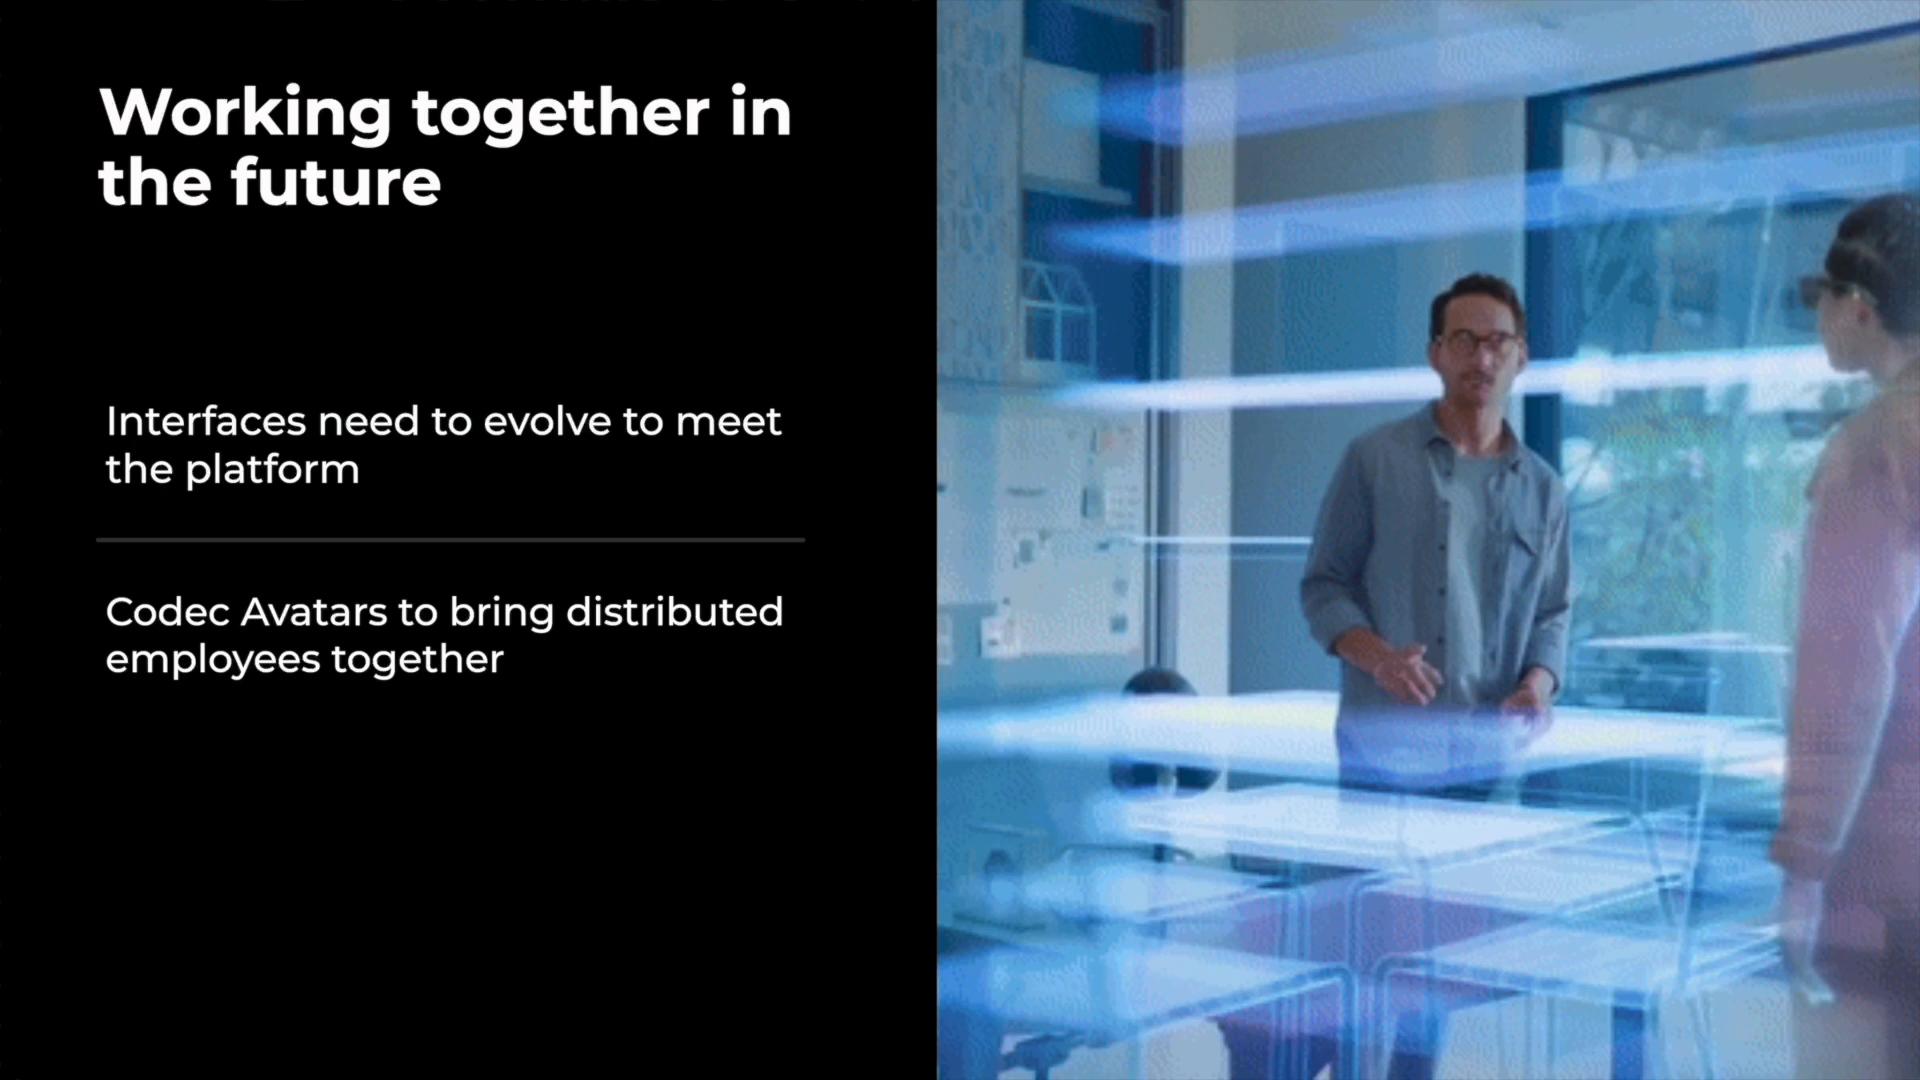 Working together in
the future
Interfaces need to evolve to meet
the platform
Codec Avatars to bring distributed
employees together